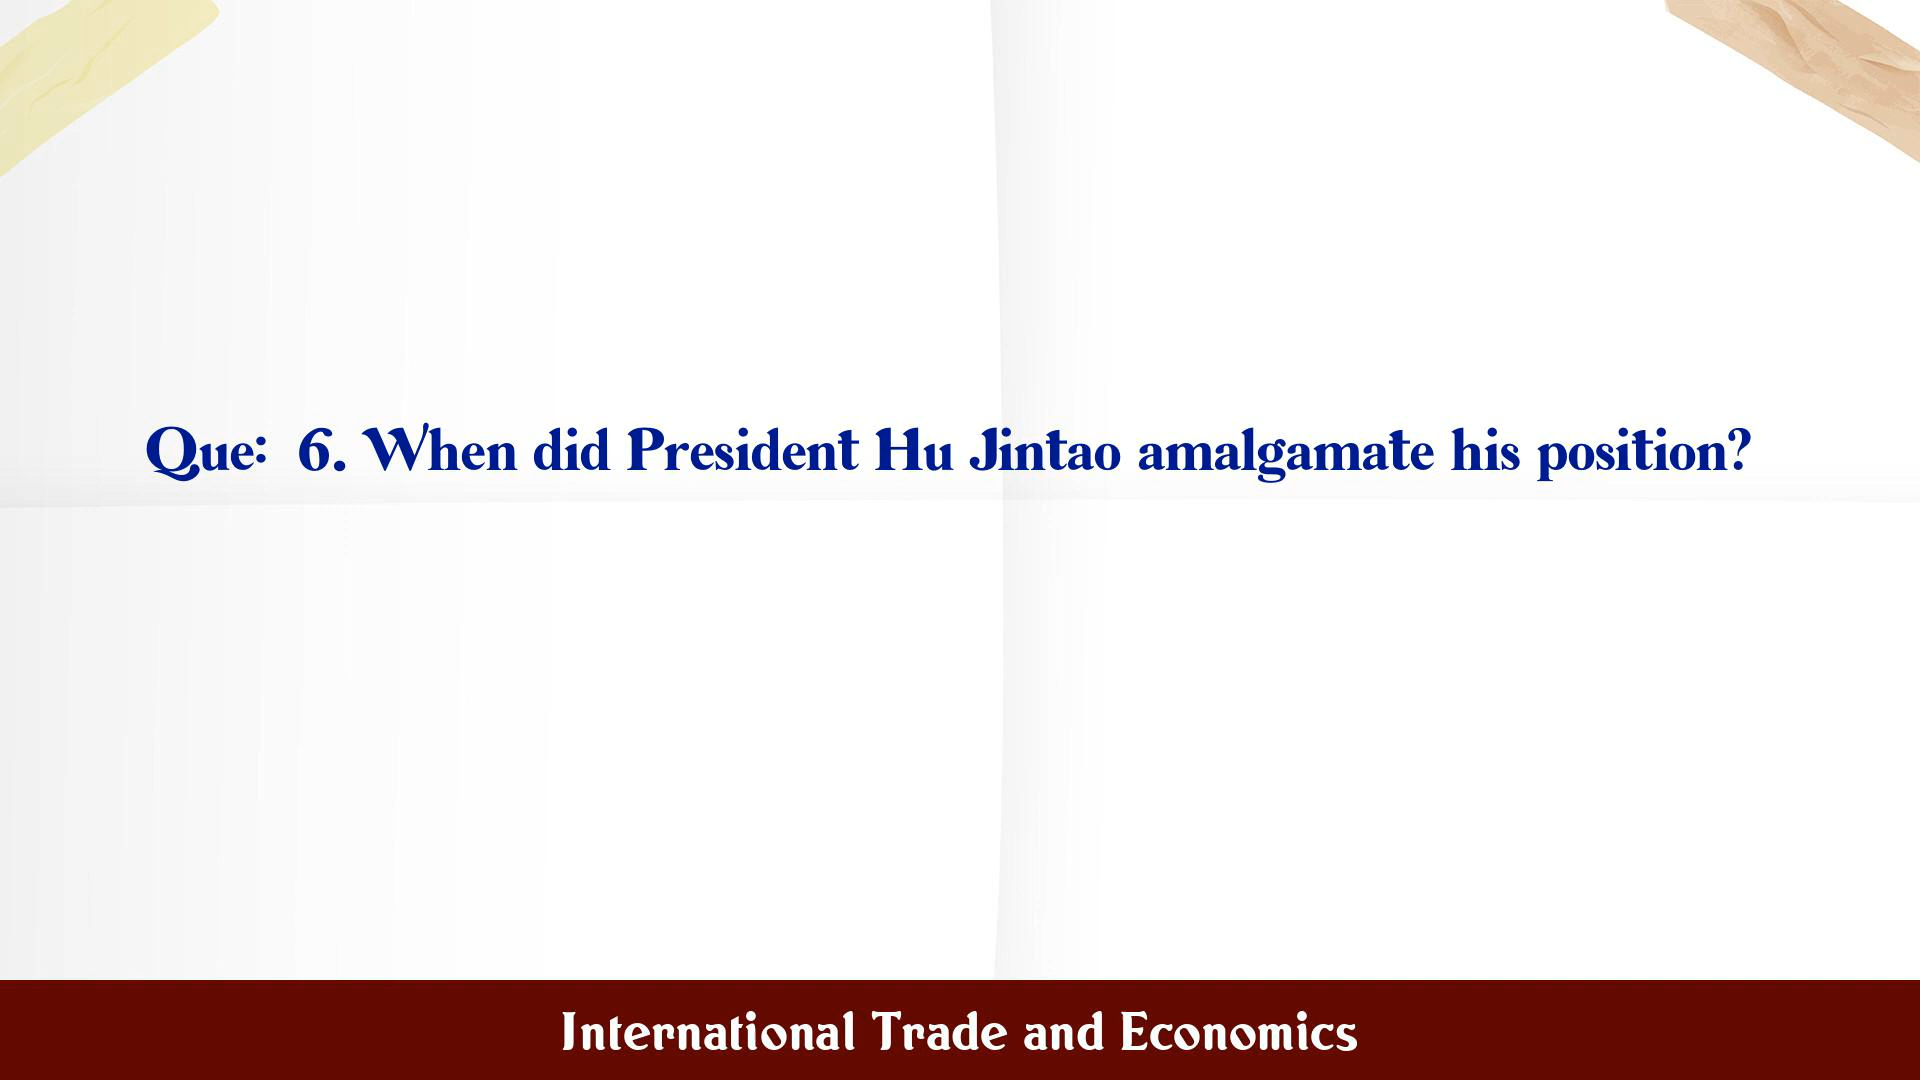 Que:  6. When did President Hu Jintao amalgamate his position?
International Trade and Economics